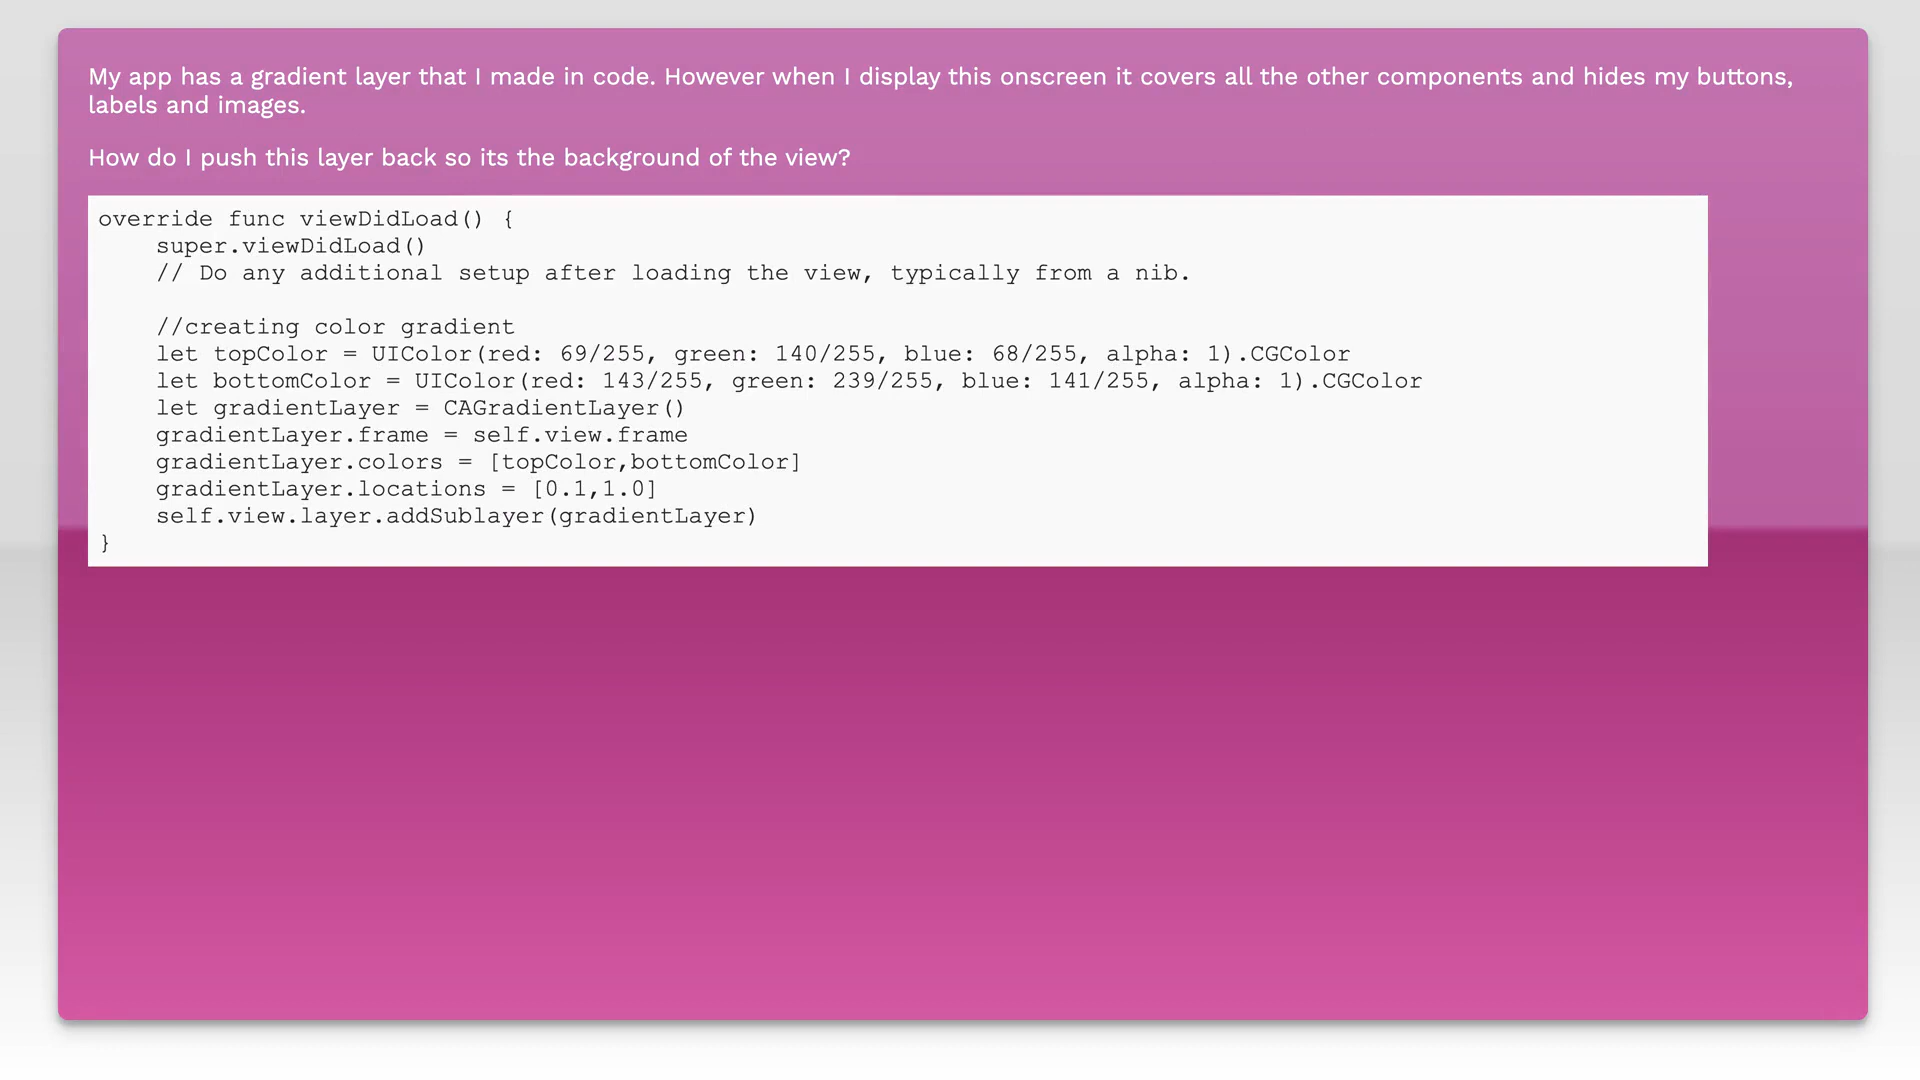 My app has a gradient layer that I made in code. However when I display this onscreen it covers all the other components and hides my buttons,
labels and images.
How do I push this layer back so its the background of the view?
override func viewDidLoad() {
    super.viewDidLoad()
    // Do any additional setup after loading the view, typically from a nib.

    //creating color gradient
    let topColor = UIColor(red: 69/255, green: 140/255, blue: 68/255, alpha: 1).CGColor
    let bottomColor = UIColor(red: 143/255, green: 239/255, blue: 141/255, alpha: 1).CGColor
    let gradientLayer = CAGradientLayer()
    gradientLayer.frame = self.view.frame
    gradientLayer.colors = [topColor,bottomColor]
    gradientLayer.locations = [0.1,1.0]
    self.view.layer.addSublayer(gradientLayer)
}